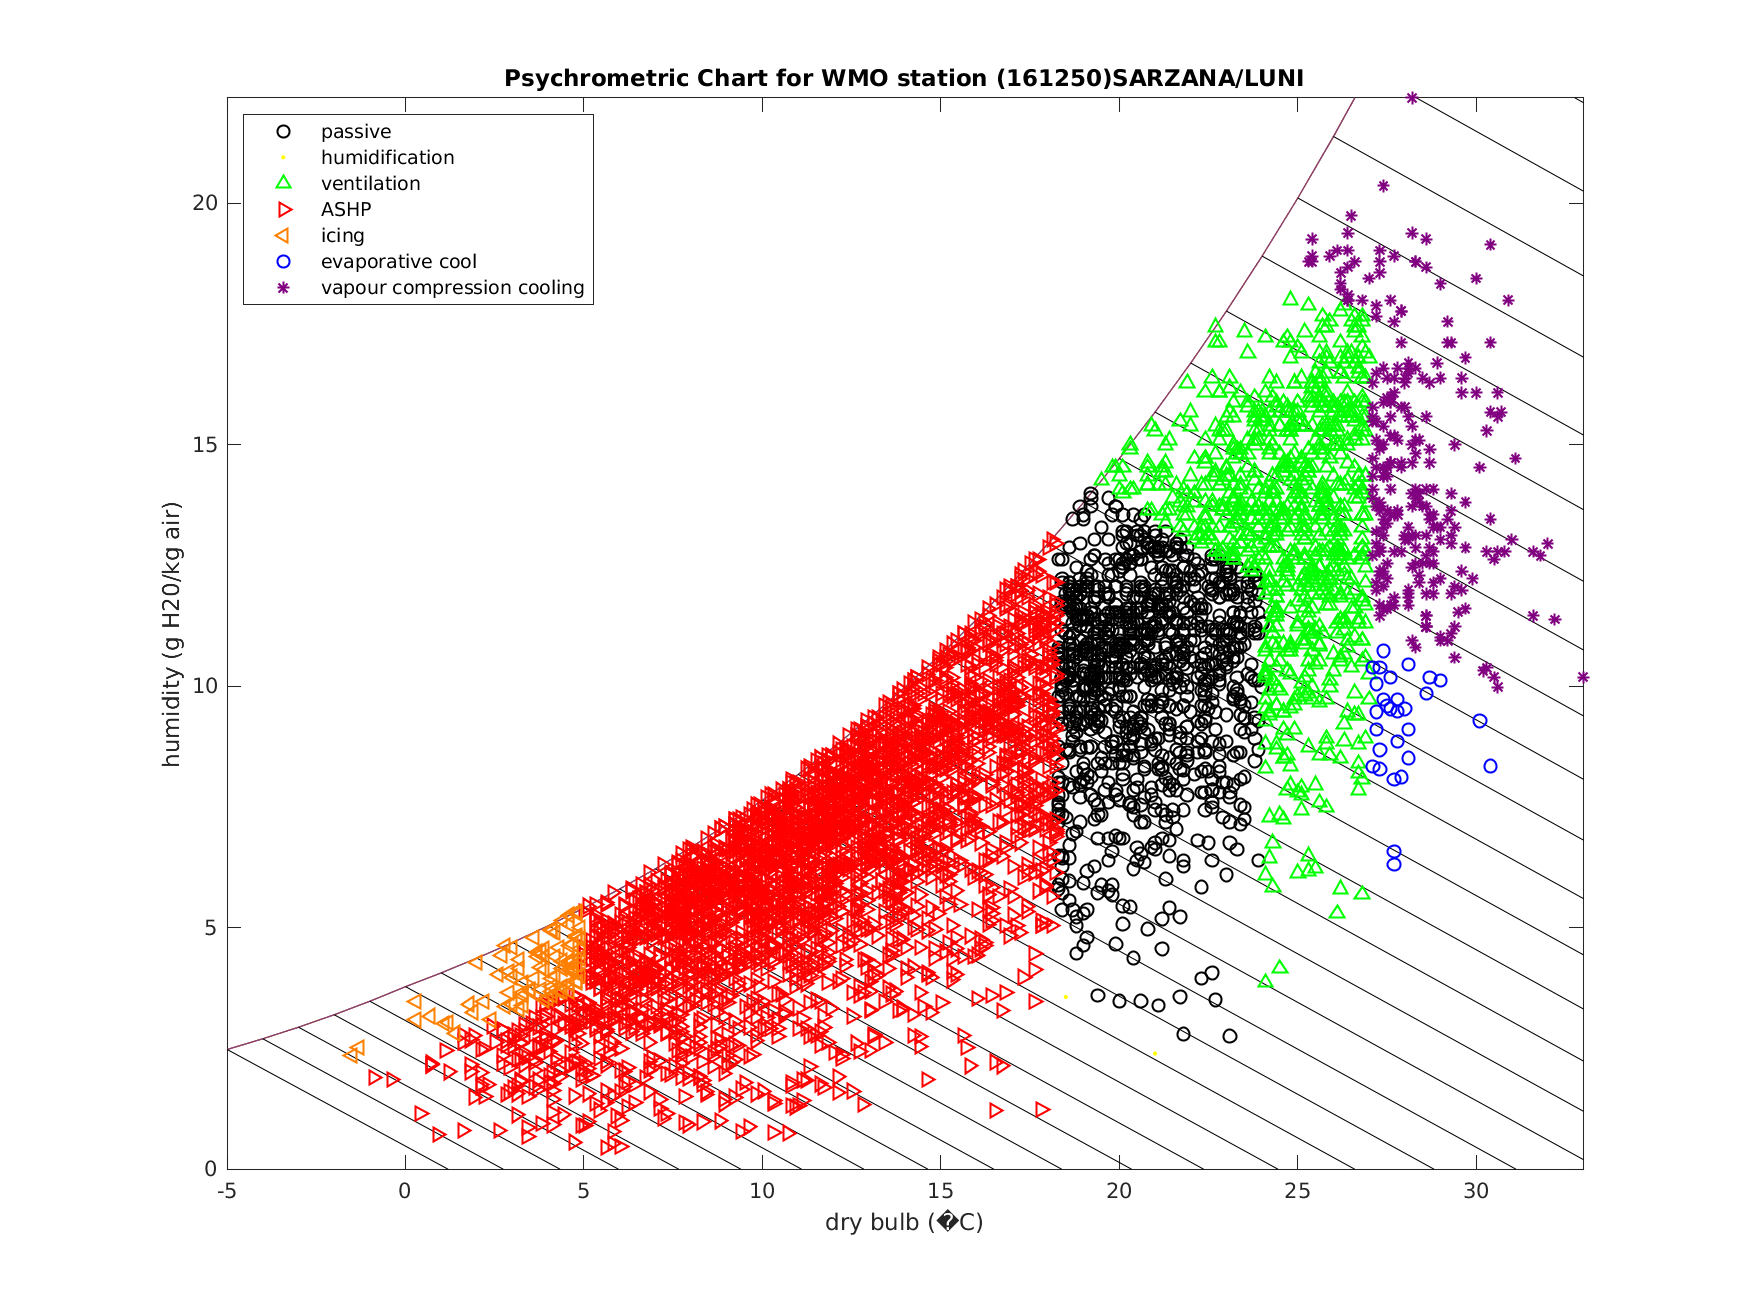 Psychrometric Chart for WMO station (161250)SARZANA/LUNI
passive
humidification
ventilation
ASHP
icing
evaporative cool
vapour compression cooling
humidity (g H20/kg air)
20
15
10
5
0
-5 0 5 10 15 20 25 30
dry bulb (�C)